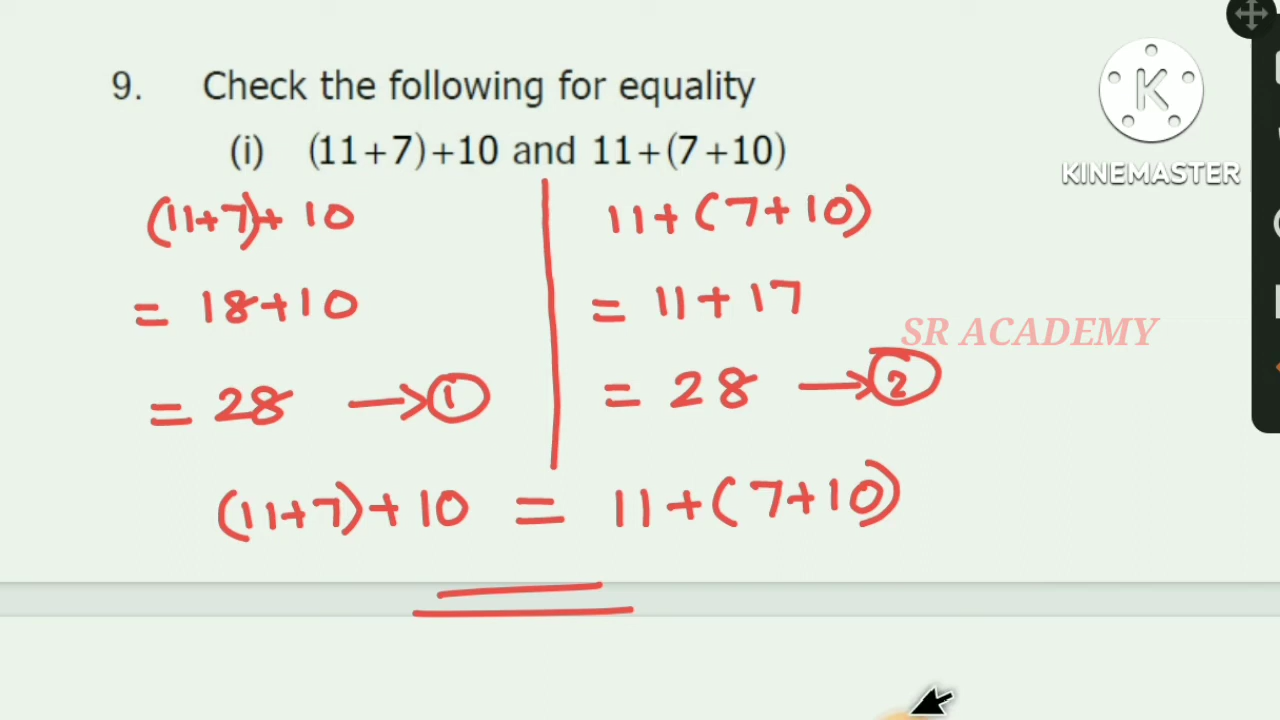 9. Check the following for equality
(i) (11+7)+10 and 11+(7+10)
K
KINEMASTER
(11+7)+10
= 18+10
= 28 → 1
11+(7+10)
= 11+17
= 28 → 2
SR ACADEMY
(11+7)+10 = 11+(7+10)